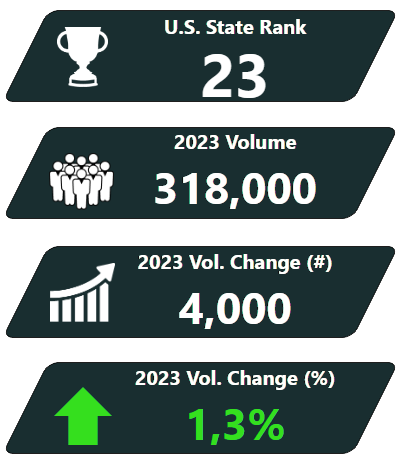 U.S. State Rank
23
2023 Volume
318,000
2023 Vol. Change (#)
4,000
2023 Vol. Change (%)
1,3%